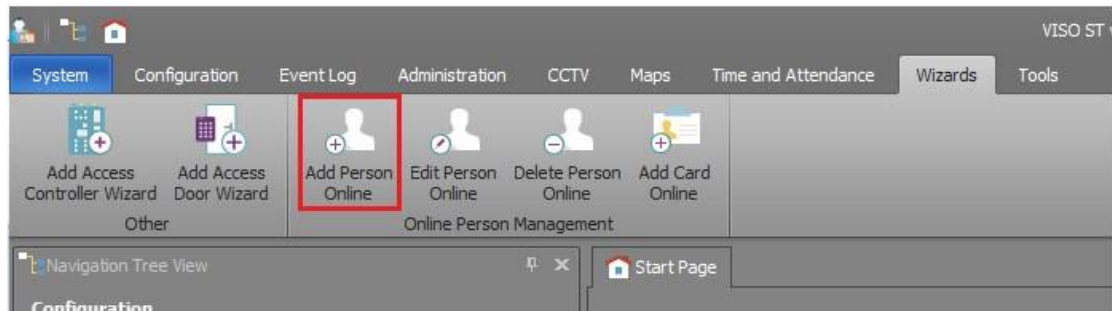 VISO ST
System Configuration Event Log Administration CCTV Maps Time and Attendance Wizards Tools
Add Access Controller Wizard
Add Access Door Wizard
Add Person Online
Edit Person Online
Delete Person Online
Add Card Online
Other
Online Person Management
Navigation Tree View
Start Page
Configuration